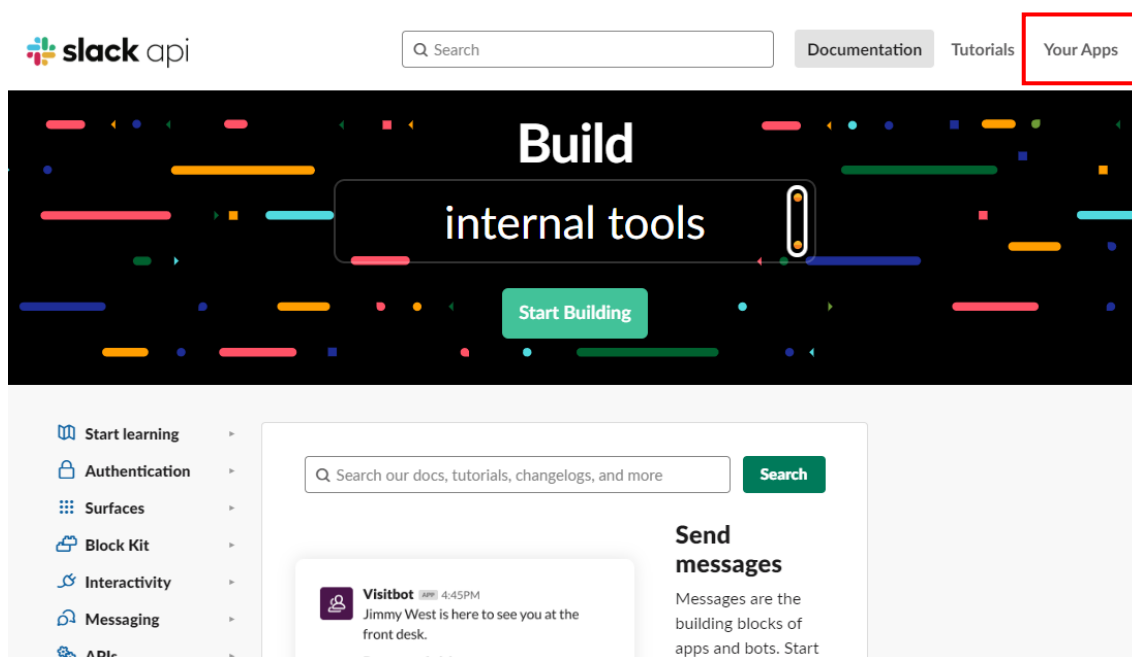 slack api
Search
Documentation
Tutorials
Your Apps
Build
internal tools
Start Building
Start learning
Authentication
Surfaces
Block Kit
Interactivity
Messaging
APIs
Search our docs, tutorials, changelogs, and more
Search
Visitbot APP 4:45PM
Jimmy West is here to see you at the
front desk.
Send
messages
Messages are the
building blocks of
apps and bots. Start